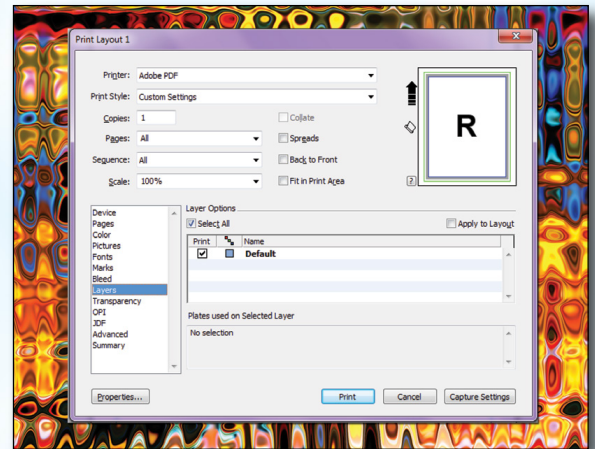 Print Layout 1
Printer: Adobe PDF
Print Style: Custom Settings
Copies: 1 Collate
Pages: All Spreads
Sequence: All Back to Front
Scale: 100% Fit in Print Area
R
?
Device
Pages
Color
Pictures
Fonts
Marks
Bleed
Layers
Transparency
OPI
JDF
Advanced
Summary
Layer Options
Select All Apply to Layout
Print Name
Default
Plates used on Selected Layer
No selection
Properties... Print Cancel Capture Settings